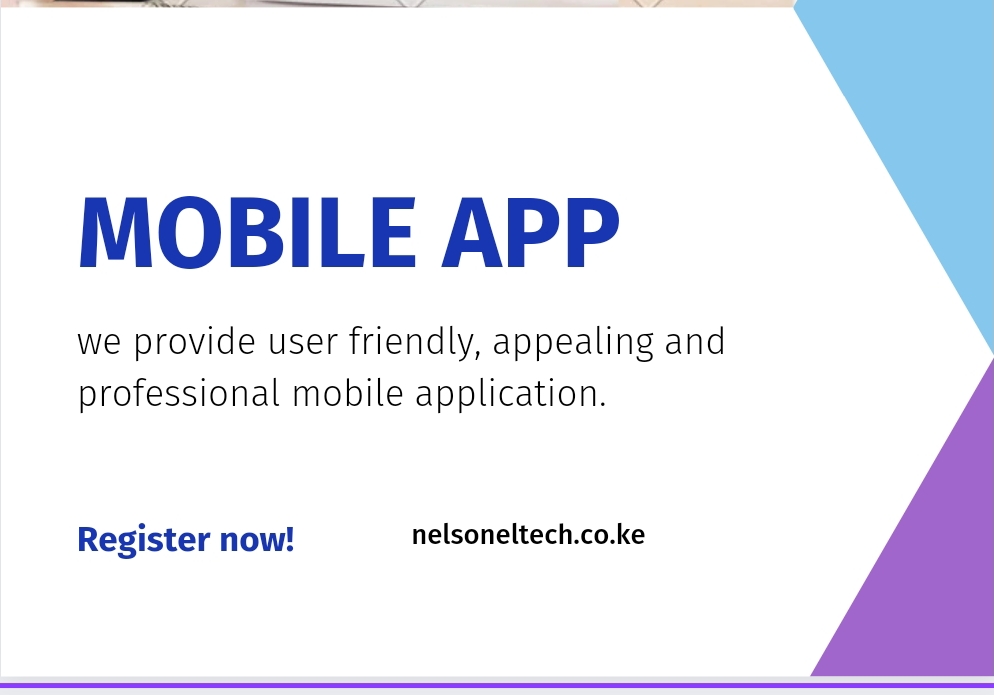 MOBILE APP
we provide user friendly, appealing and
professional mobile application.
Register now!
nelsoneltech.co.ke